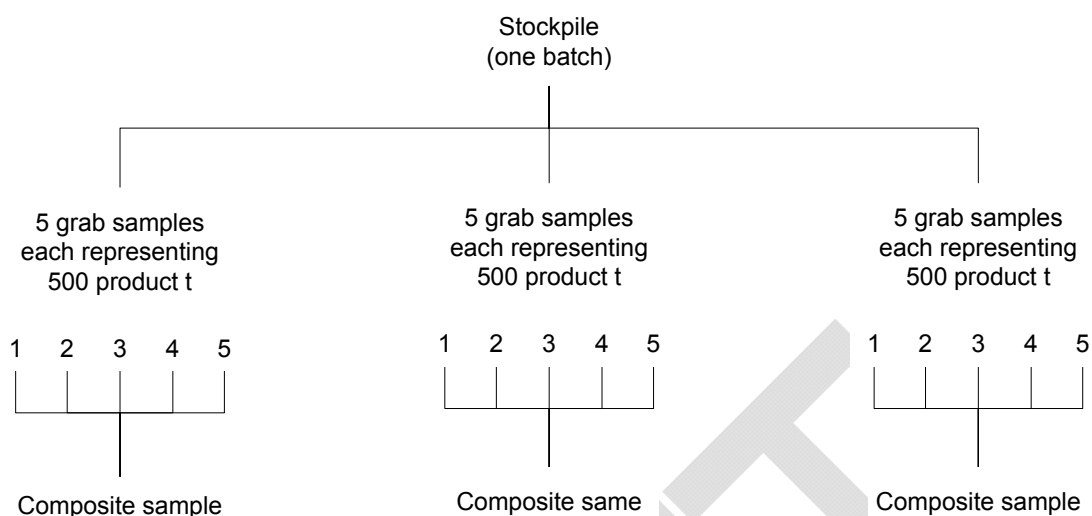 Stockpile
(one batch)
5 grab samples
each representing
500 product t
5 grab samples
each representing
500 product t
5 grab samples
each representing
500 product t
1 2 3 4 5
1 2 3 4 5
1 2 3 4 5
Composite sample
Composite same
Composite sample